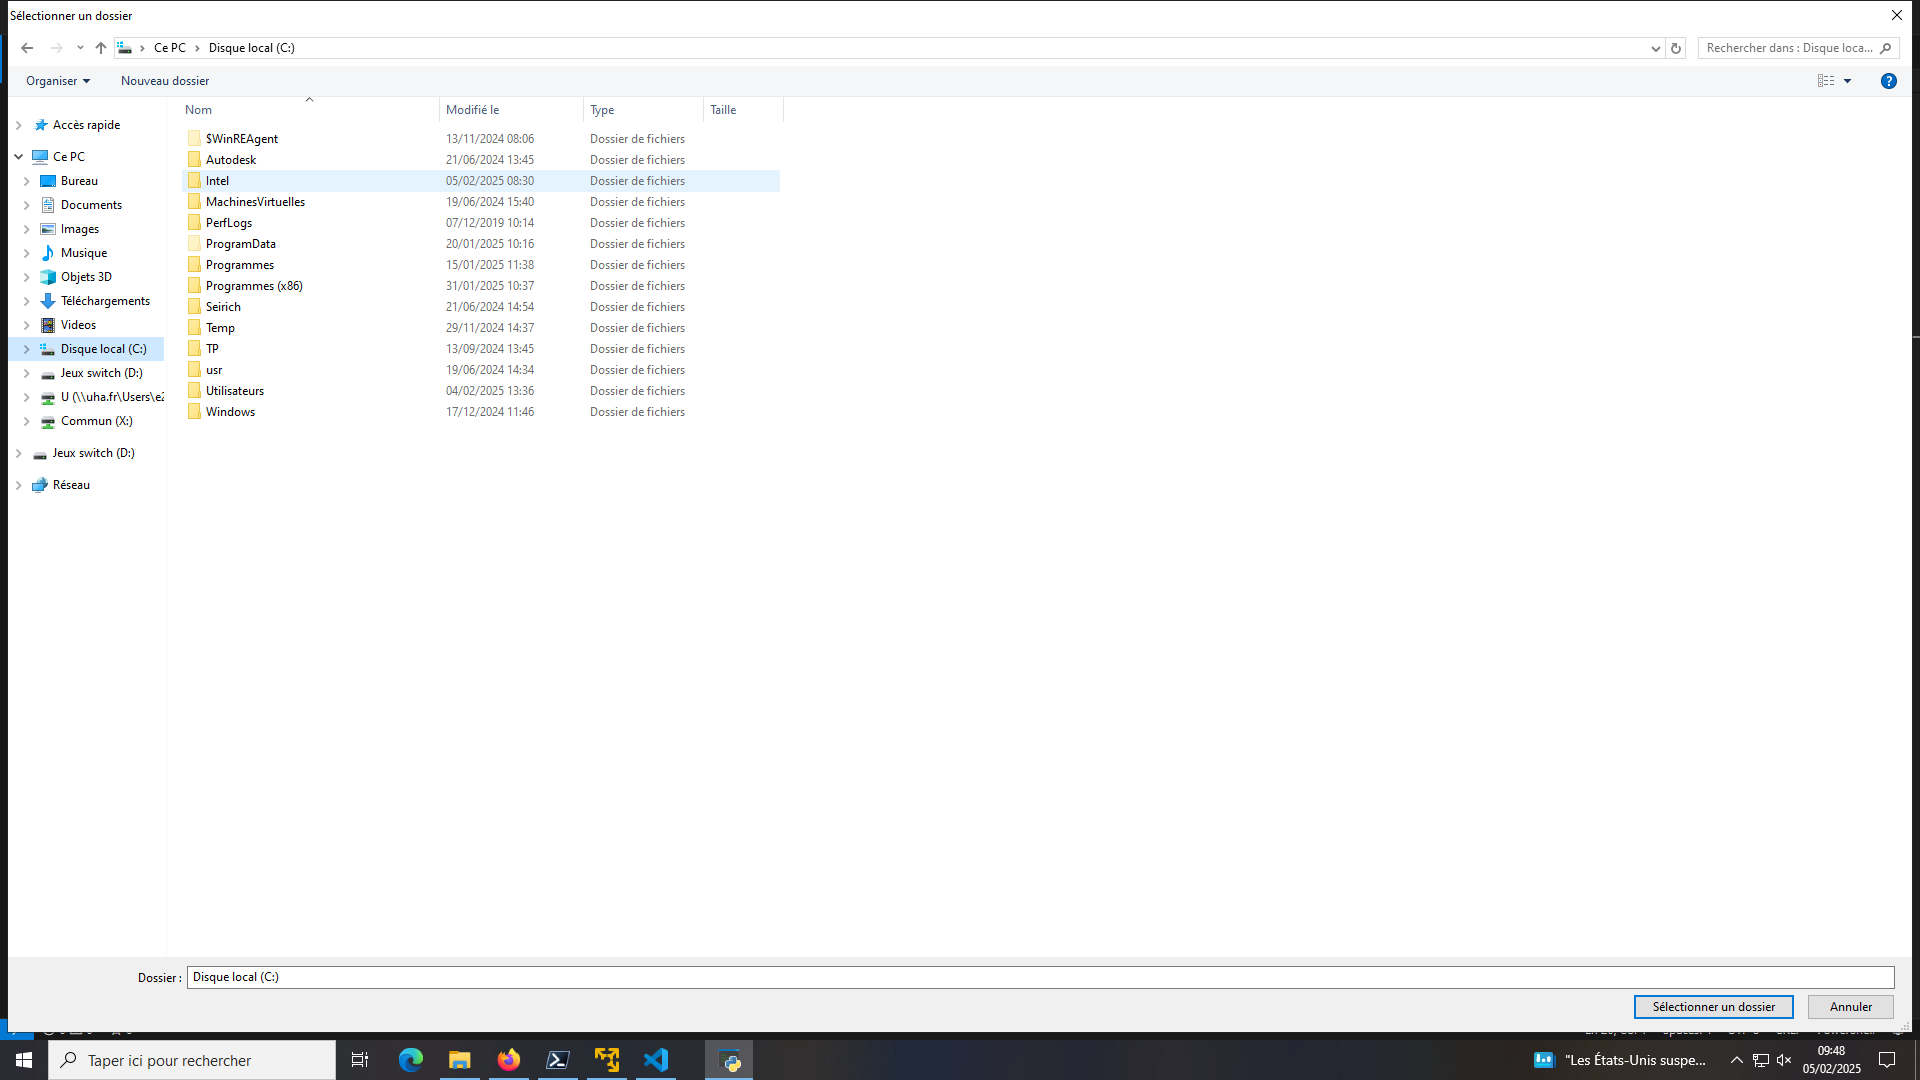 Sélectionner un dossier
Ce PC Disque local (C:)
Rechercher dans : Disque loca...
Organiser Nouveau dossier
Nom Modifié le Type Taille
Accès rapide
Ce PC
Bureau
Documents
Images
Musique
Objets 3D
Téléchargements
Videos
Disque local (C:)
Jeux switch (D:)
U (\\uha.fr\Users\e2
Commun (X:)
Jeux switch (D:)
Réseau
$WinREAgent 13/11/2024 08:06 Dossier de fichiers
Autodesk 21/06/2024 13:45 Dossier de fichiers
Intel 05/02/2025 08:30 Dossier de fichiers
MachinesVirtuelles 19/06/2024 15:40 Dossier de fichiers
PerfLogs 07/12/2019 10:14 Dossier de fichiers
ProgramData 20/01/2025 10:16 Dossier de fichiers
Programmes 15/01/2025 11:38 Dossier de fichiers
Programmes (x86) 31/01/2025 10:37 Dossier de fichiers
Seirich 21/06/2024 14:54 Dossier de fichiers
Temp 29/11/2024 14:37 Dossier de fichiers
TP 13/09/2024 13:45 Dossier de fichiers
usr 19/06/2024 14:34 Dossier de fichiers
Utilisateurs 04/02/2025 13:36 Dossier de fichiers
Windows 17/12/2024 11:46 Dossier de fichiers
Dossier : Disque local (C:)
Sélectionner un dossier Annuler
Taper ici pour rechercher
"Les États-Unis suspe...
09:48
05/02/2025